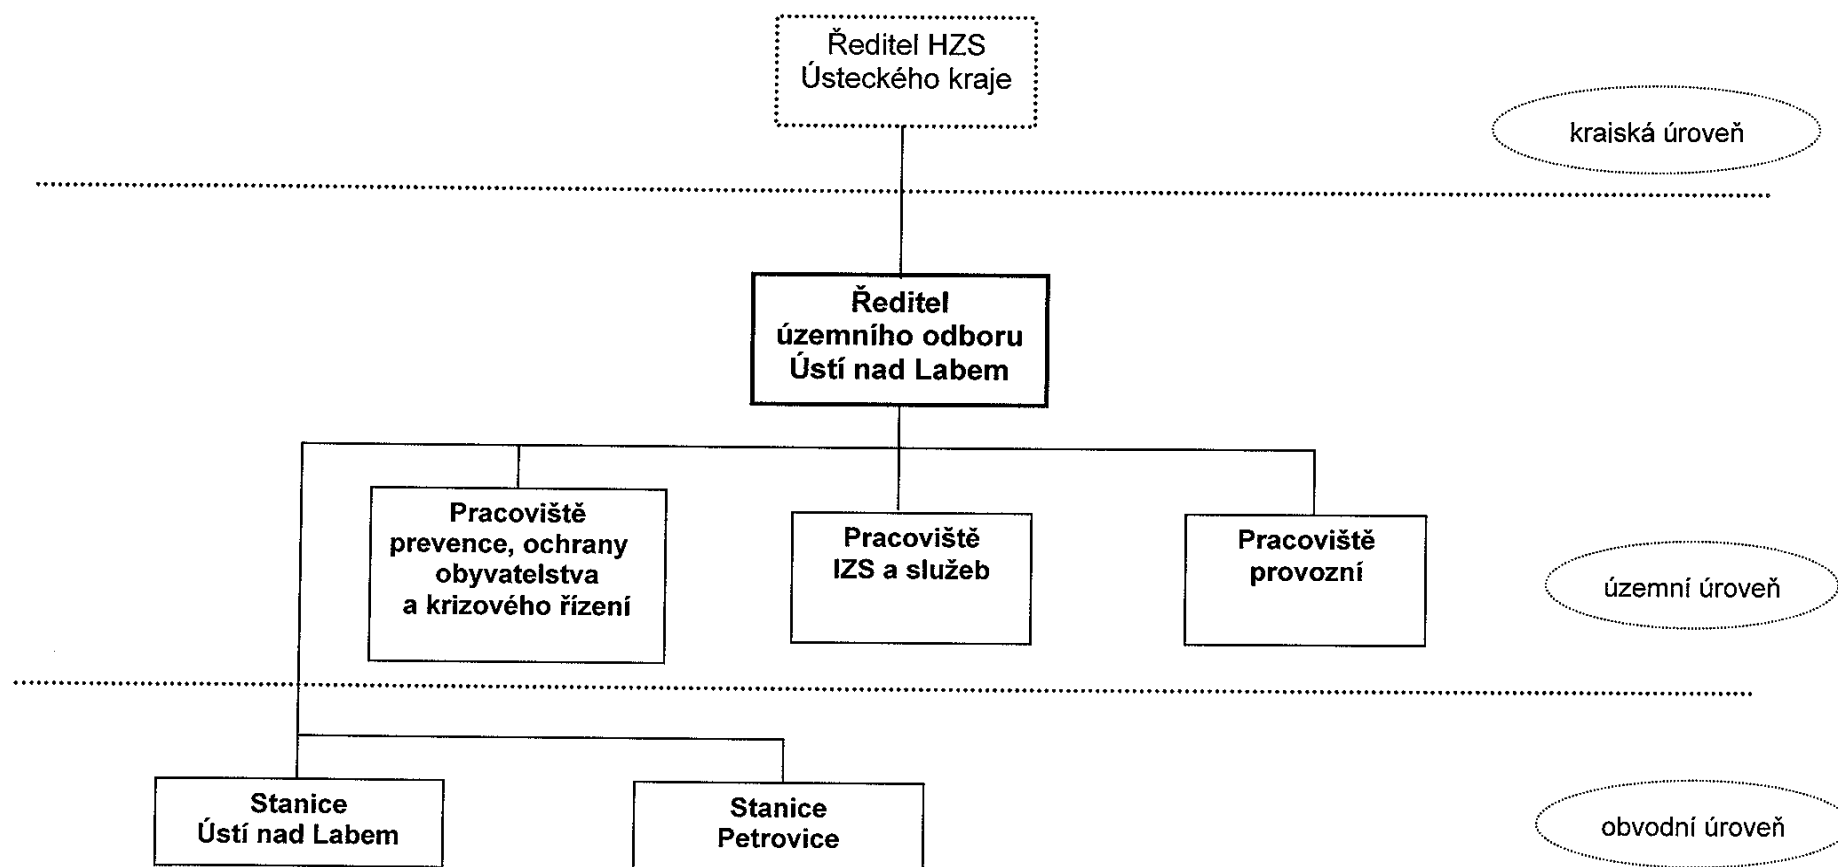 Ředitel HZS
Ústeckého kraje
krajská úroveň
Ředitel
územního odboru
Ústí nad Labem
Pracoviště
prevence, ochrany
obyvatelstva
a krizového řízení
Pracoviště
IZS a služeb
Pracoviště
provozní
územní úroveň
Stanice
Ústí nad Labem
Stanice
Petrovice
obvodní úroveň